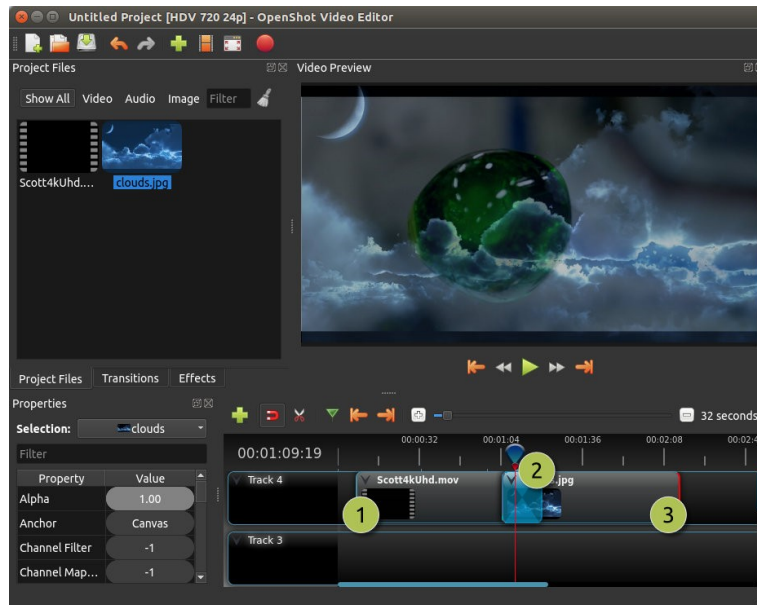 Untitled Project [HDV 720 24p] - OpenShot Video Editor
Project Files
Video Preview
Show All Video Audio Image Filter
Scott4kUhd.... clouds.jpg
Project Files Transitions Effects
Properties
Selection: clouds
32 seconds
Filter
00:01:09:19
00:00:32 00:01:04 00:01:36 00:02:08
Property Value
Alpha 1.00
Anchor Canvas
Channel Filter -1
Channel Map... -1
Track 4
Scott4kUhd.mov
.jpg
1
2
3
Track 3